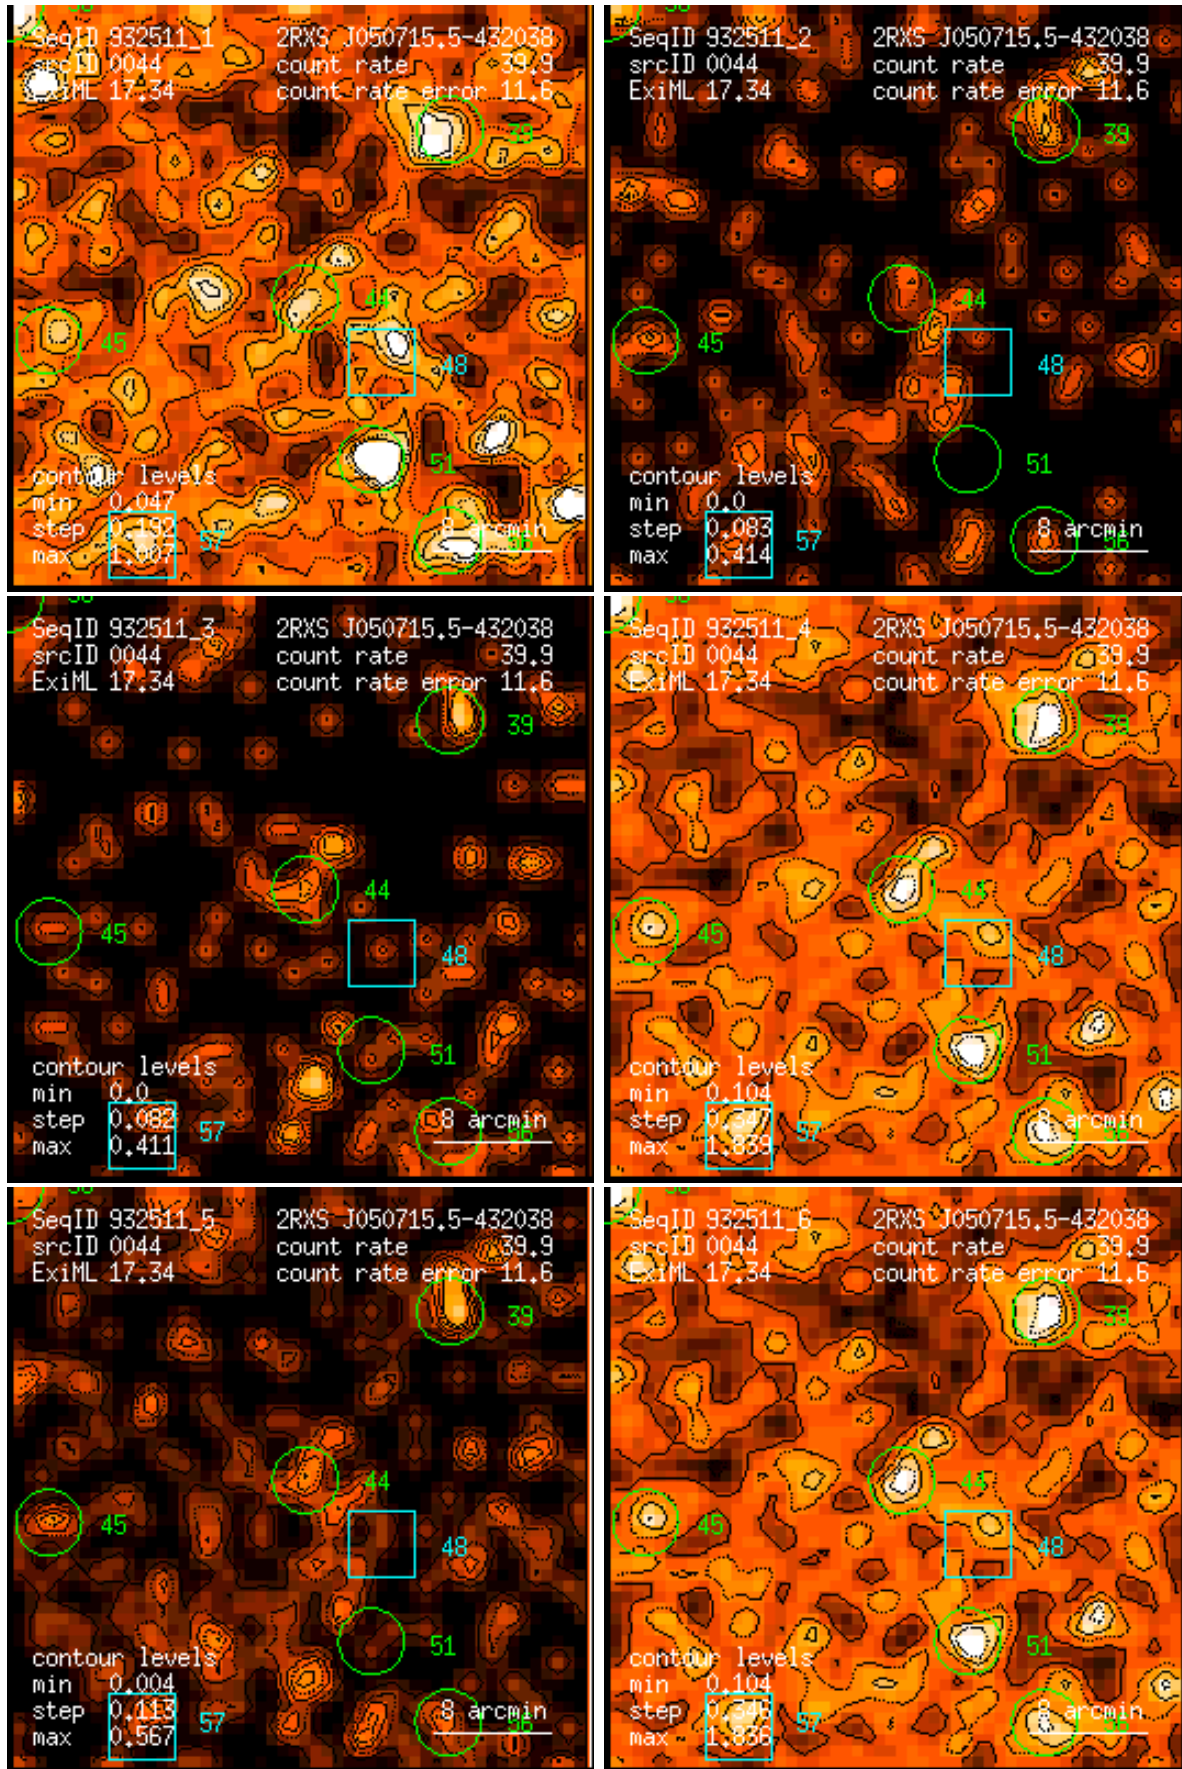 SeqID 932511_1 2RXS J050715.5-432038
srcID 0044 count rate 39.9
ExiML 17.34 count rate error 11.6
39
44
45
48
51
contour levels
min 0.047
step 0.192 8 arcmin
57 56
max 1.007
SeqID 932511_2 2RXS J050715.5-432038
srcID 0044 count rate 39.9
ExiML 17.34 count rate error 11.6
39
44
45
48
51
contour levels
min 0.0
step 0.083 8 arcmin
57 56
max 0.414
SeqID 932511_3 2RXS J050715.5-432038
srcID 0044 count rate 39.9
ExiML 17.34 count rate error 11.6
39
44
45
48
51
contour levels
min 0.0
step 0.082 8 arcmin
57 56
max 0.411
SeqID 932511_4 2RXS J050715.5-432038
srcID 0044 count rate 39.9
ExiML 17.34 count rate error 11.6
39
44
45
48
51
contour levels
min 0.104
step 0.347 8 arcmin
57 56
max 1.839
SeqID 932511_5 2RXS J050715.5-432038
srcID 0044 count rate 39.9
ExiML 17.34 count rate error 11.6
39
44
45
48
51
contour levels
min 0.004
step 0.113 8 arcmin
57 56
max 0.567
SeqID 932511_6 2RXS J050715.5-432038
srcID 0044 count rate 39.9
ExiML 17.34 count rate error 11.6
39
44
45
48
51
contour levels
min 0.104
step 0.346 8 arcmin
57 56
max 1.836